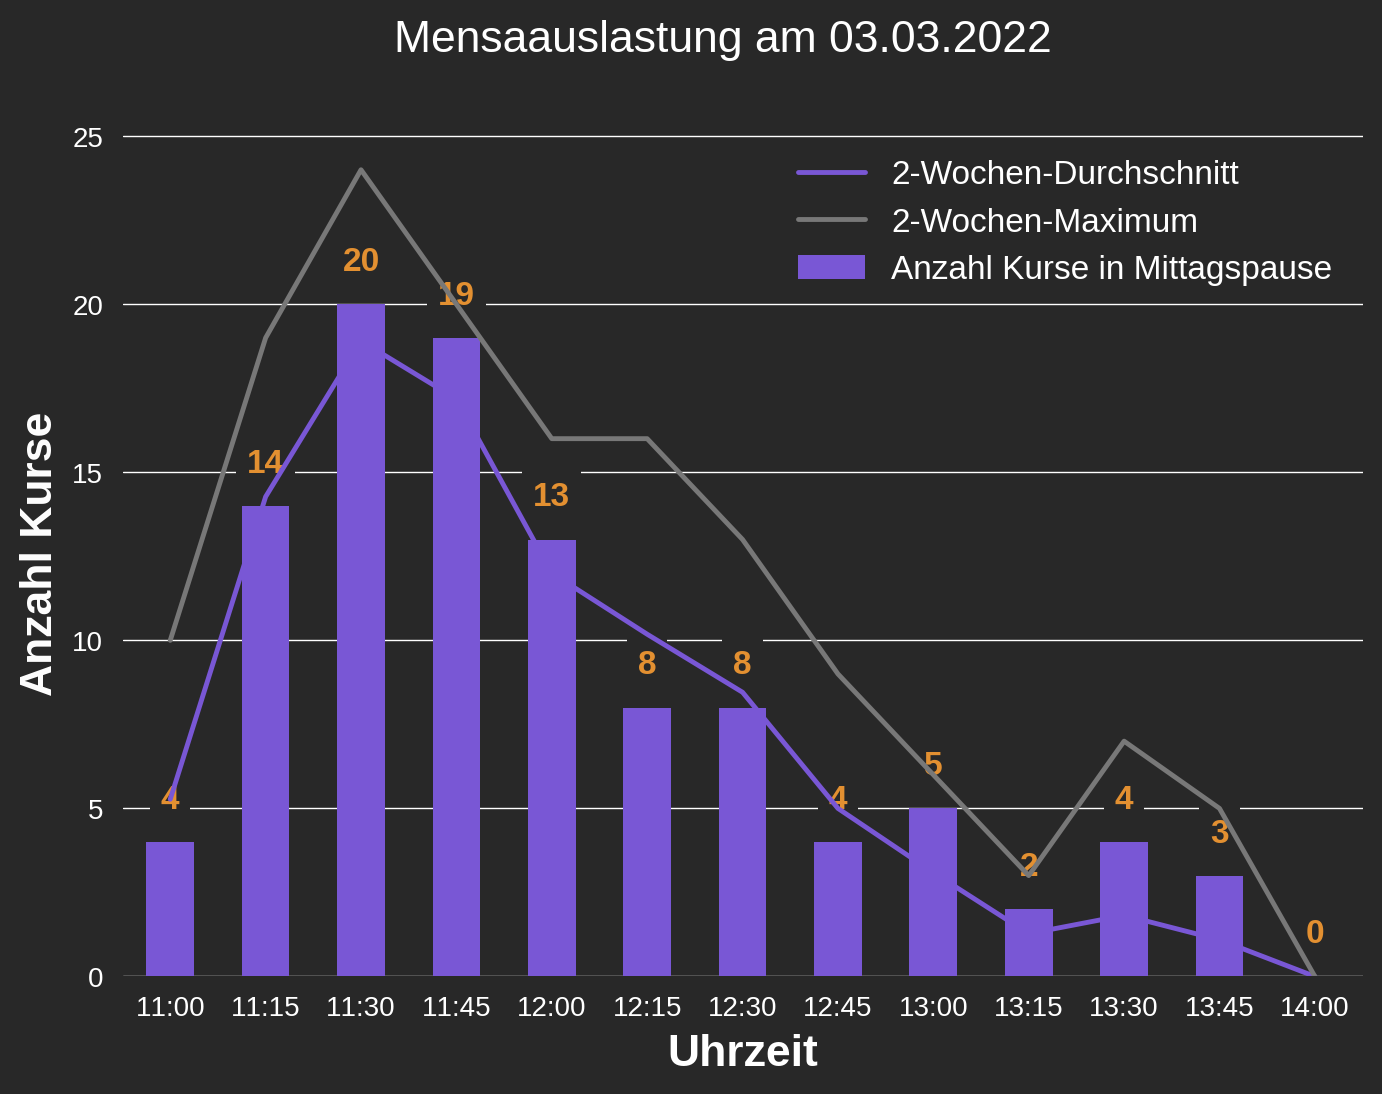 Mensaauslastung am 03.03.2022
2-Wochen-Durchschnitt
2-Wochen-Maximum
Anzahl Kurse in Mittagspause
Anzahl Kurse
25
20
15
10
5
0
4
14
20
19
13
8
8
4
5
2
4
3
0
11:00 11:15 11:30 11:45 12:00 12:15 12:30 12:45 13:00 13:15 13:30 13:45 14:00
Uhrzeit